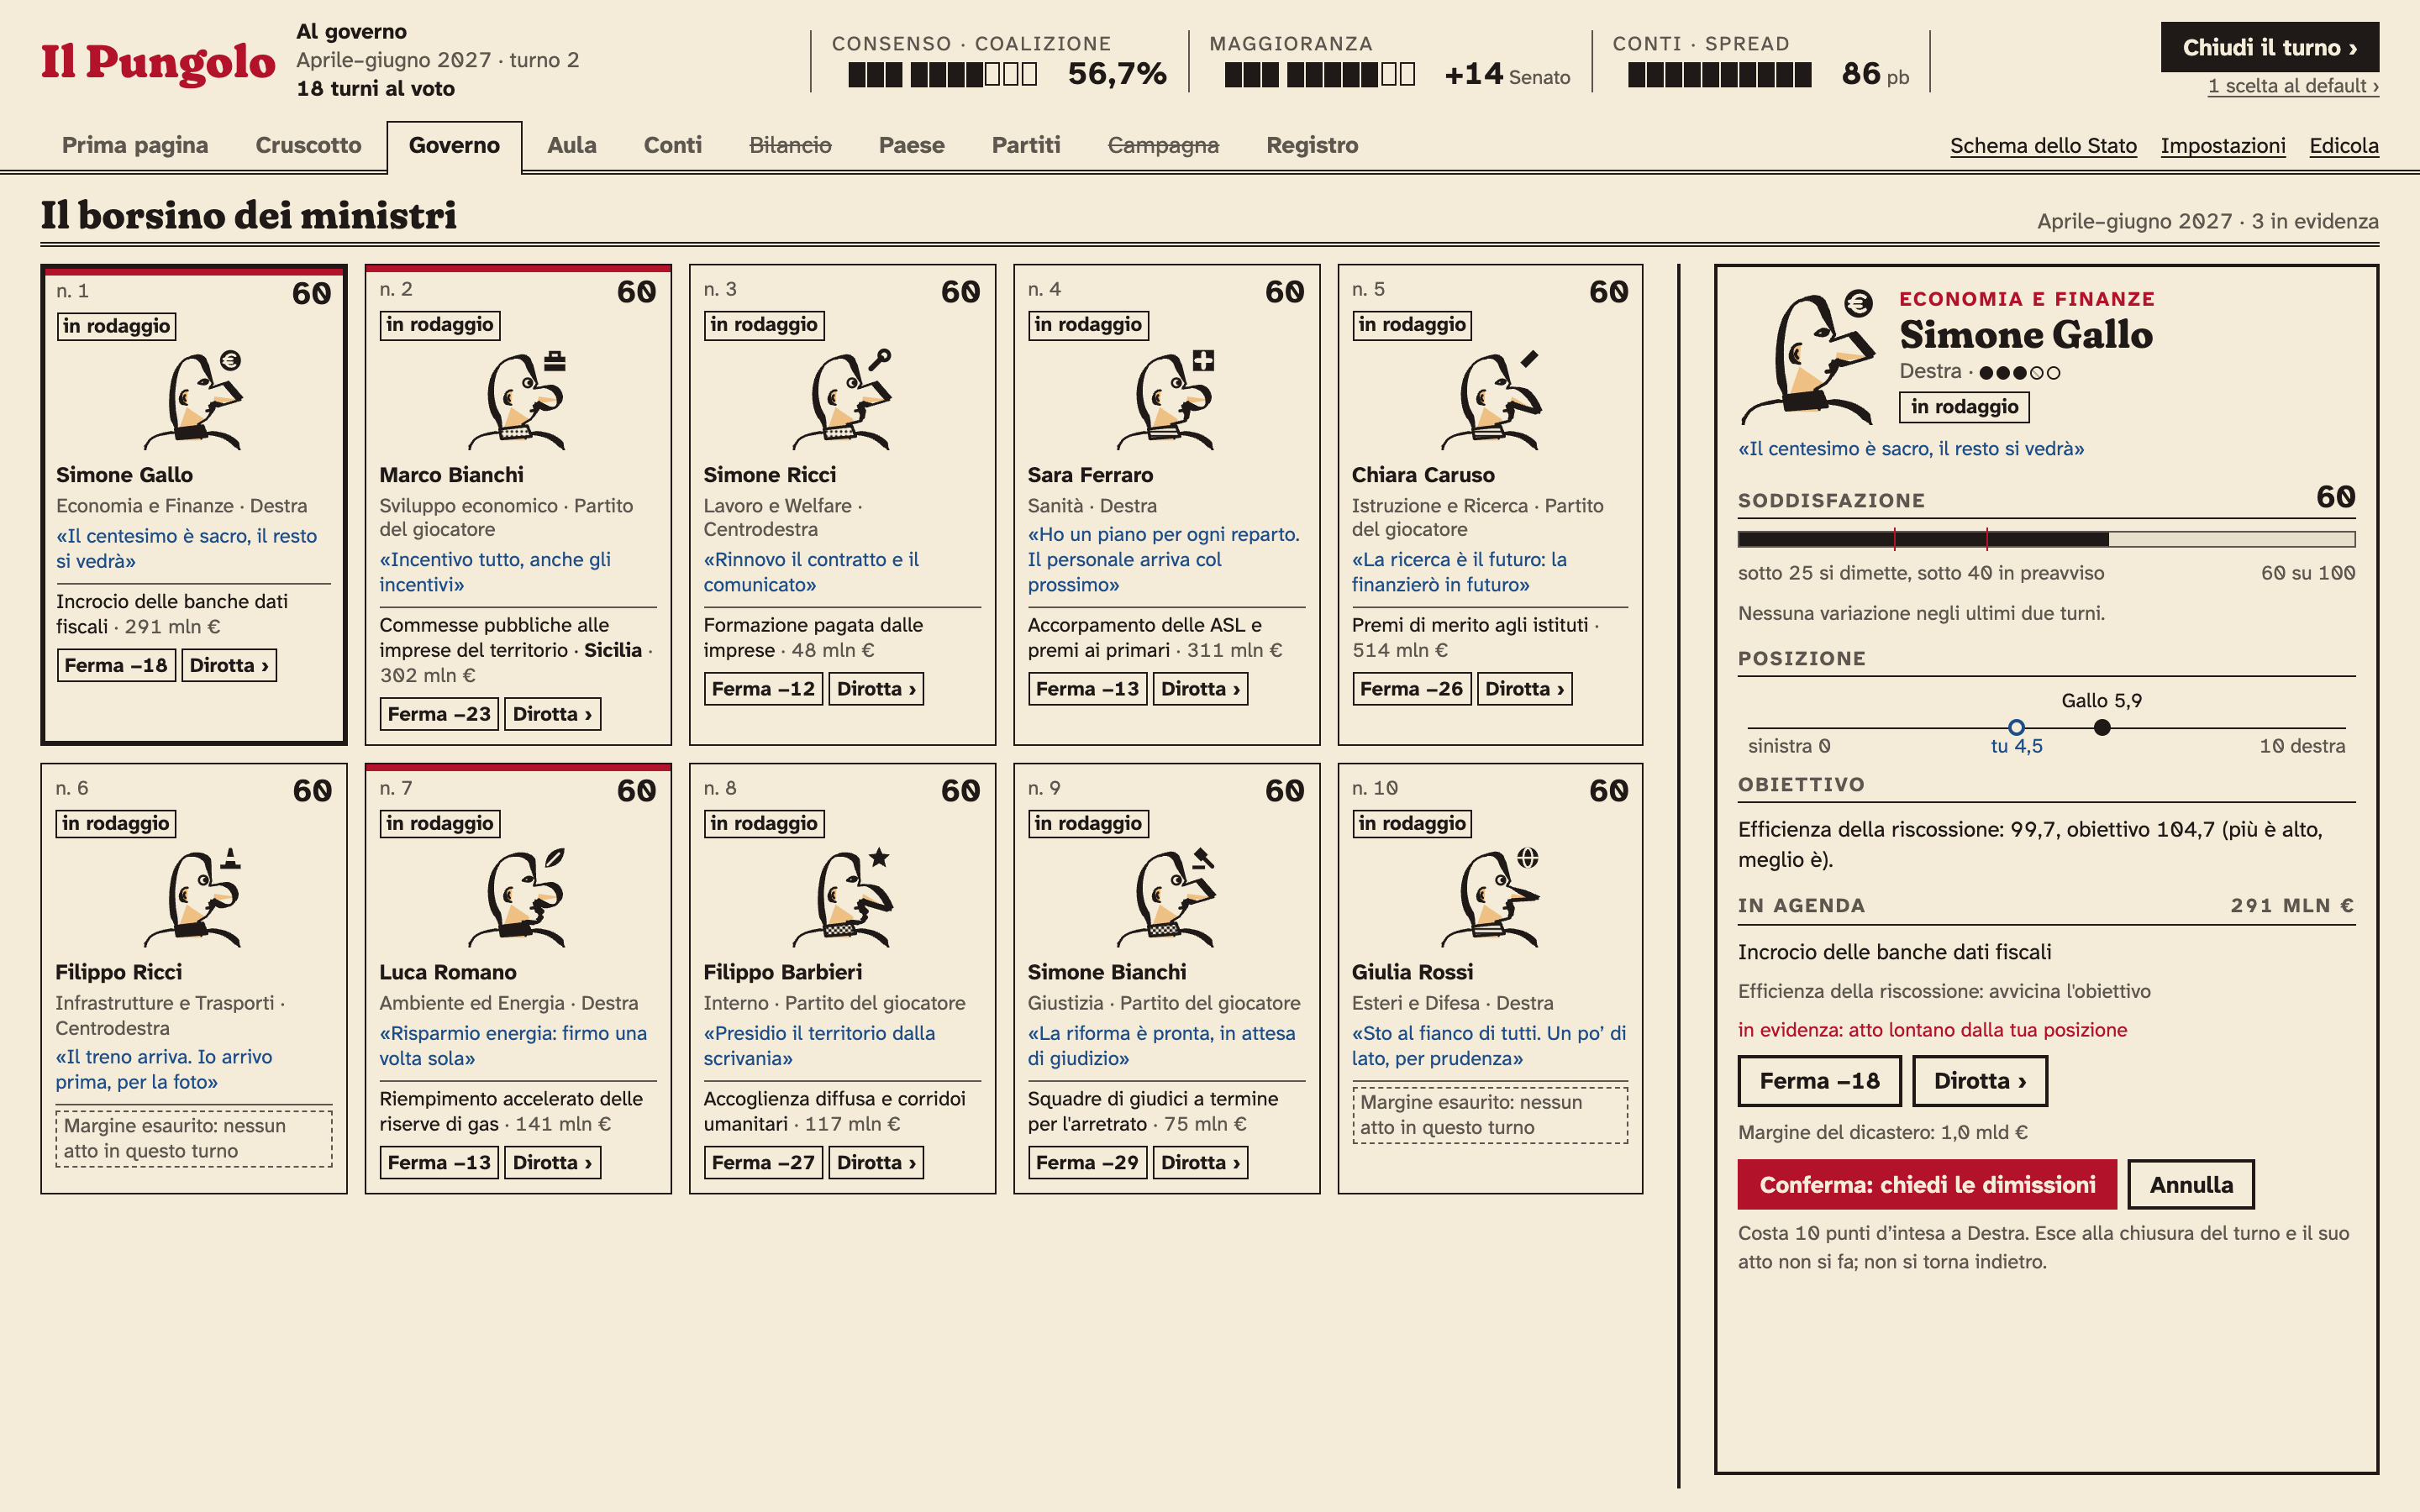 Il Pungolo
Al governo
Aprile–giugno 2027 · turno 2
18 turni al voto
CONSENSO · COALIZIONE
56,7%
MAGGIORANZA
+14 Senato
CONTI · SPREAD
86 pb
Chiudi il turno ›
1 scelta al default ›
Prima pagina
Cruscotto
Governo
Aula
Conti
Bilancio
Paese
Partiti
Campagna
Registro
Schema dello Stato
Impostazioni
Edicola
Il borsino dei ministri
Aprile–giugno 2027 · 3 in evidenza
n. 1
60
in rodaggio
Simone Gallo
Economia e Finanze · Destra
«Il centesimo è sacro, il resto
si vedrà»
Incrocio delle banche dati
fiscali · 291 mln €
Ferma −18
Dirotta ›
n. 2
60
in rodaggio
Marco Bianchi
Sviluppo economico · Partito
del giocatore
«Incentivo tutto, anche gli
incentivi»
Commesse pubbliche alle
imprese del territorio · Sicilia ·
302 mln €
Ferma −23
Dirotta ›
n. 3
60
in rodaggio
Simone Ricci
Lavoro e Welfare ·
Centrodestra
«Rinnovo il contratto e il
comunicato»
Formazione pagata dalle
imprese · 48 mln €
Ferma −12
Dirotta ›
n. 4
60
in rodaggio
Sara Ferraro
Sanità · Destra
«Ho un piano per ogni reparto.
Il personale arriva col
prossimo»
Accorpamento delle ASL e
premi ai primari · 311 mln €
Ferma −13
Dirotta ›
n. 5
60
in rodaggio
Chiara Caruso
Istruzione e Ricerca · Partito
del giocatore
«La ricerca è il futuro: la
finanzierò in futuro»
Premi di merito agli istituti ·
514 mln €
Ferma −26
Dirotta ›
n. 6
60
in rodaggio
Filippo Ricci
Infrastrutture e Trasporti ·
Centrodestra
«Il treno arriva. Io arrivo
prima, per la foto»
Margine esaurito: nessun
atto in questo turno
n. 7
60
in rodaggio
Luca Romano
Ambiente ed Energia · Destra
«Risparmio energia: firmo una
volta sola»
Riempimento accelerato delle
riserve di gas · 141 mln €
Ferma −13
Dirotta ›
n. 8
60
in rodaggio
Filippo Barbieri
Interno · Partito del giocatore
«Presidio il territorio dalla
scrivania»
Accoglienza diffusa e corridoi
umanitari · 117 mln €
Ferma −27
Dirotta ›
n. 9
60
in rodaggio
Simone Bianchi
Giustizia · Partito del giocatore
«La riforma è pronta, in attesa
di giudizio»
Squadre di giudici a termine
per l'arretrato · 75 mln €
Ferma −29
Dirotta ›
n. 10
60
in rodaggio
Giulia Rossi
Esteri e Difesa · Destra
«Sto al fianco di tutti. Un po’ di
lato, per prudenza»
Margine esaurito: nessun
atto in questo turno
ECONOMIA E FINANZE
Simone Gallo
Destra ·
in rodaggio
«Il centesimo è sacro, il resto si vedrà»
SODDISFAZIONE
60
sotto 25 si dimette, sotto 40 in preavviso
60 su 100
Nessuna variazione negli ultimi due turni.
POSIZIONE
Gallo 5,9
sinistra 0
tu 4,5
10 destra
OBIETTIVO
Efficienza della riscossione: 99,7, obiettivo 104,7 (più è alto,
meglio è).
IN AGENDA
291 MLN €
Incrocio delle banche dati fiscali
Efficienza della riscossione: avvicina l'obiettivo
in evidenza: atto lontano dalla tua posizione
Ferma −18
Dirotta ›
Margine del dicastero: 1,0 mld €
Conferma: chiedi le dimissioni
Annulla
Costa 10 punti d’intesa a Destra. Esce alla chiusura del turno e il suo
atto non si fa; non si torna indietro.